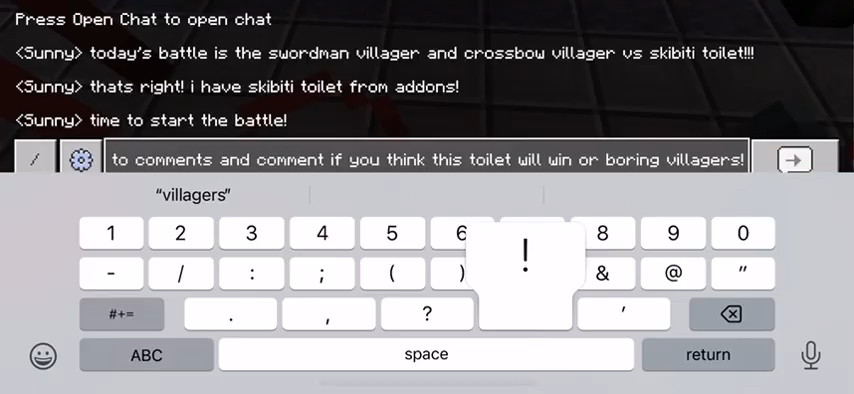 Press Open Chat to open chat
<Sunny> today's battle is the swordman villager and crossbow villager vs skibiti toilet!!!
<Sunny> thats right! i have skibiti toilet from addons!
<Sunny> time to start the battle!
/ to comments and comment if you think this toilet will win or boring villagers!
“villagers”
1 2 3 4 5 6 8 9 0
- / : ; ( ) & @ "
#+= . , ? ! '
ABC space return